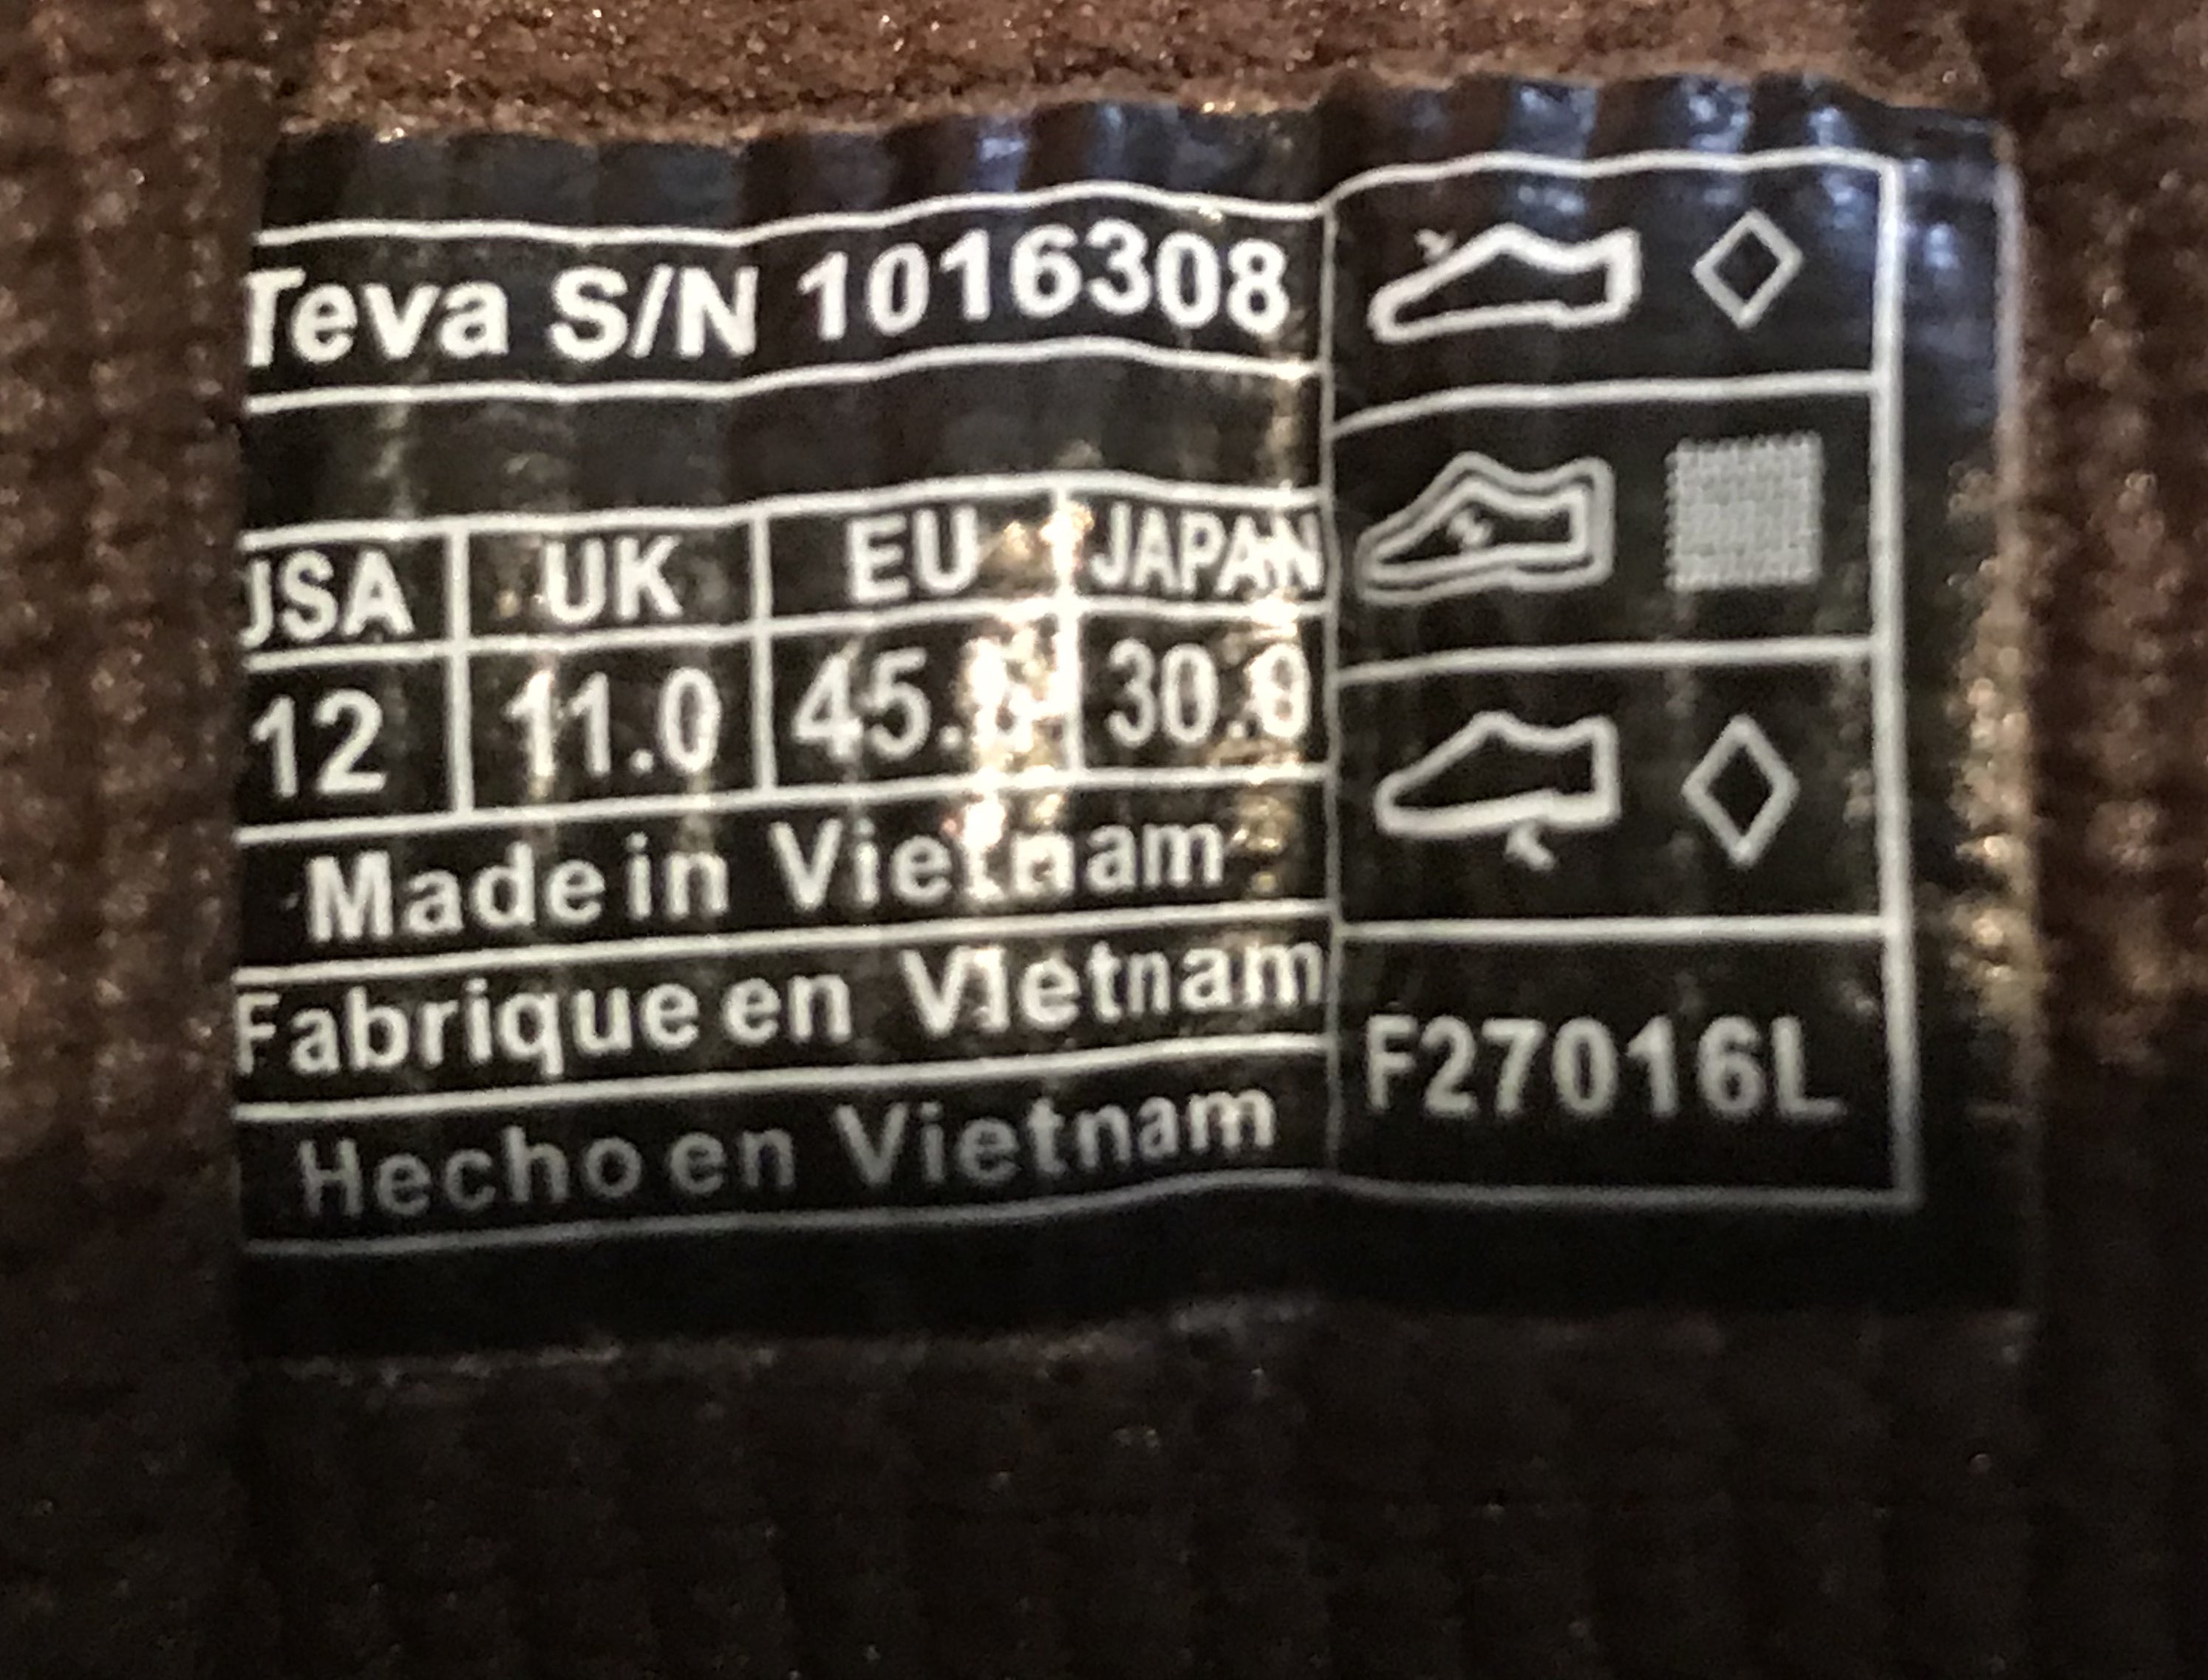 Teva S/N 1016308
USA UK EU JAPAN
12 11.0
Made in Vietnam
Fabrique en Vietnam
Hecho en Vietnam
F27016L